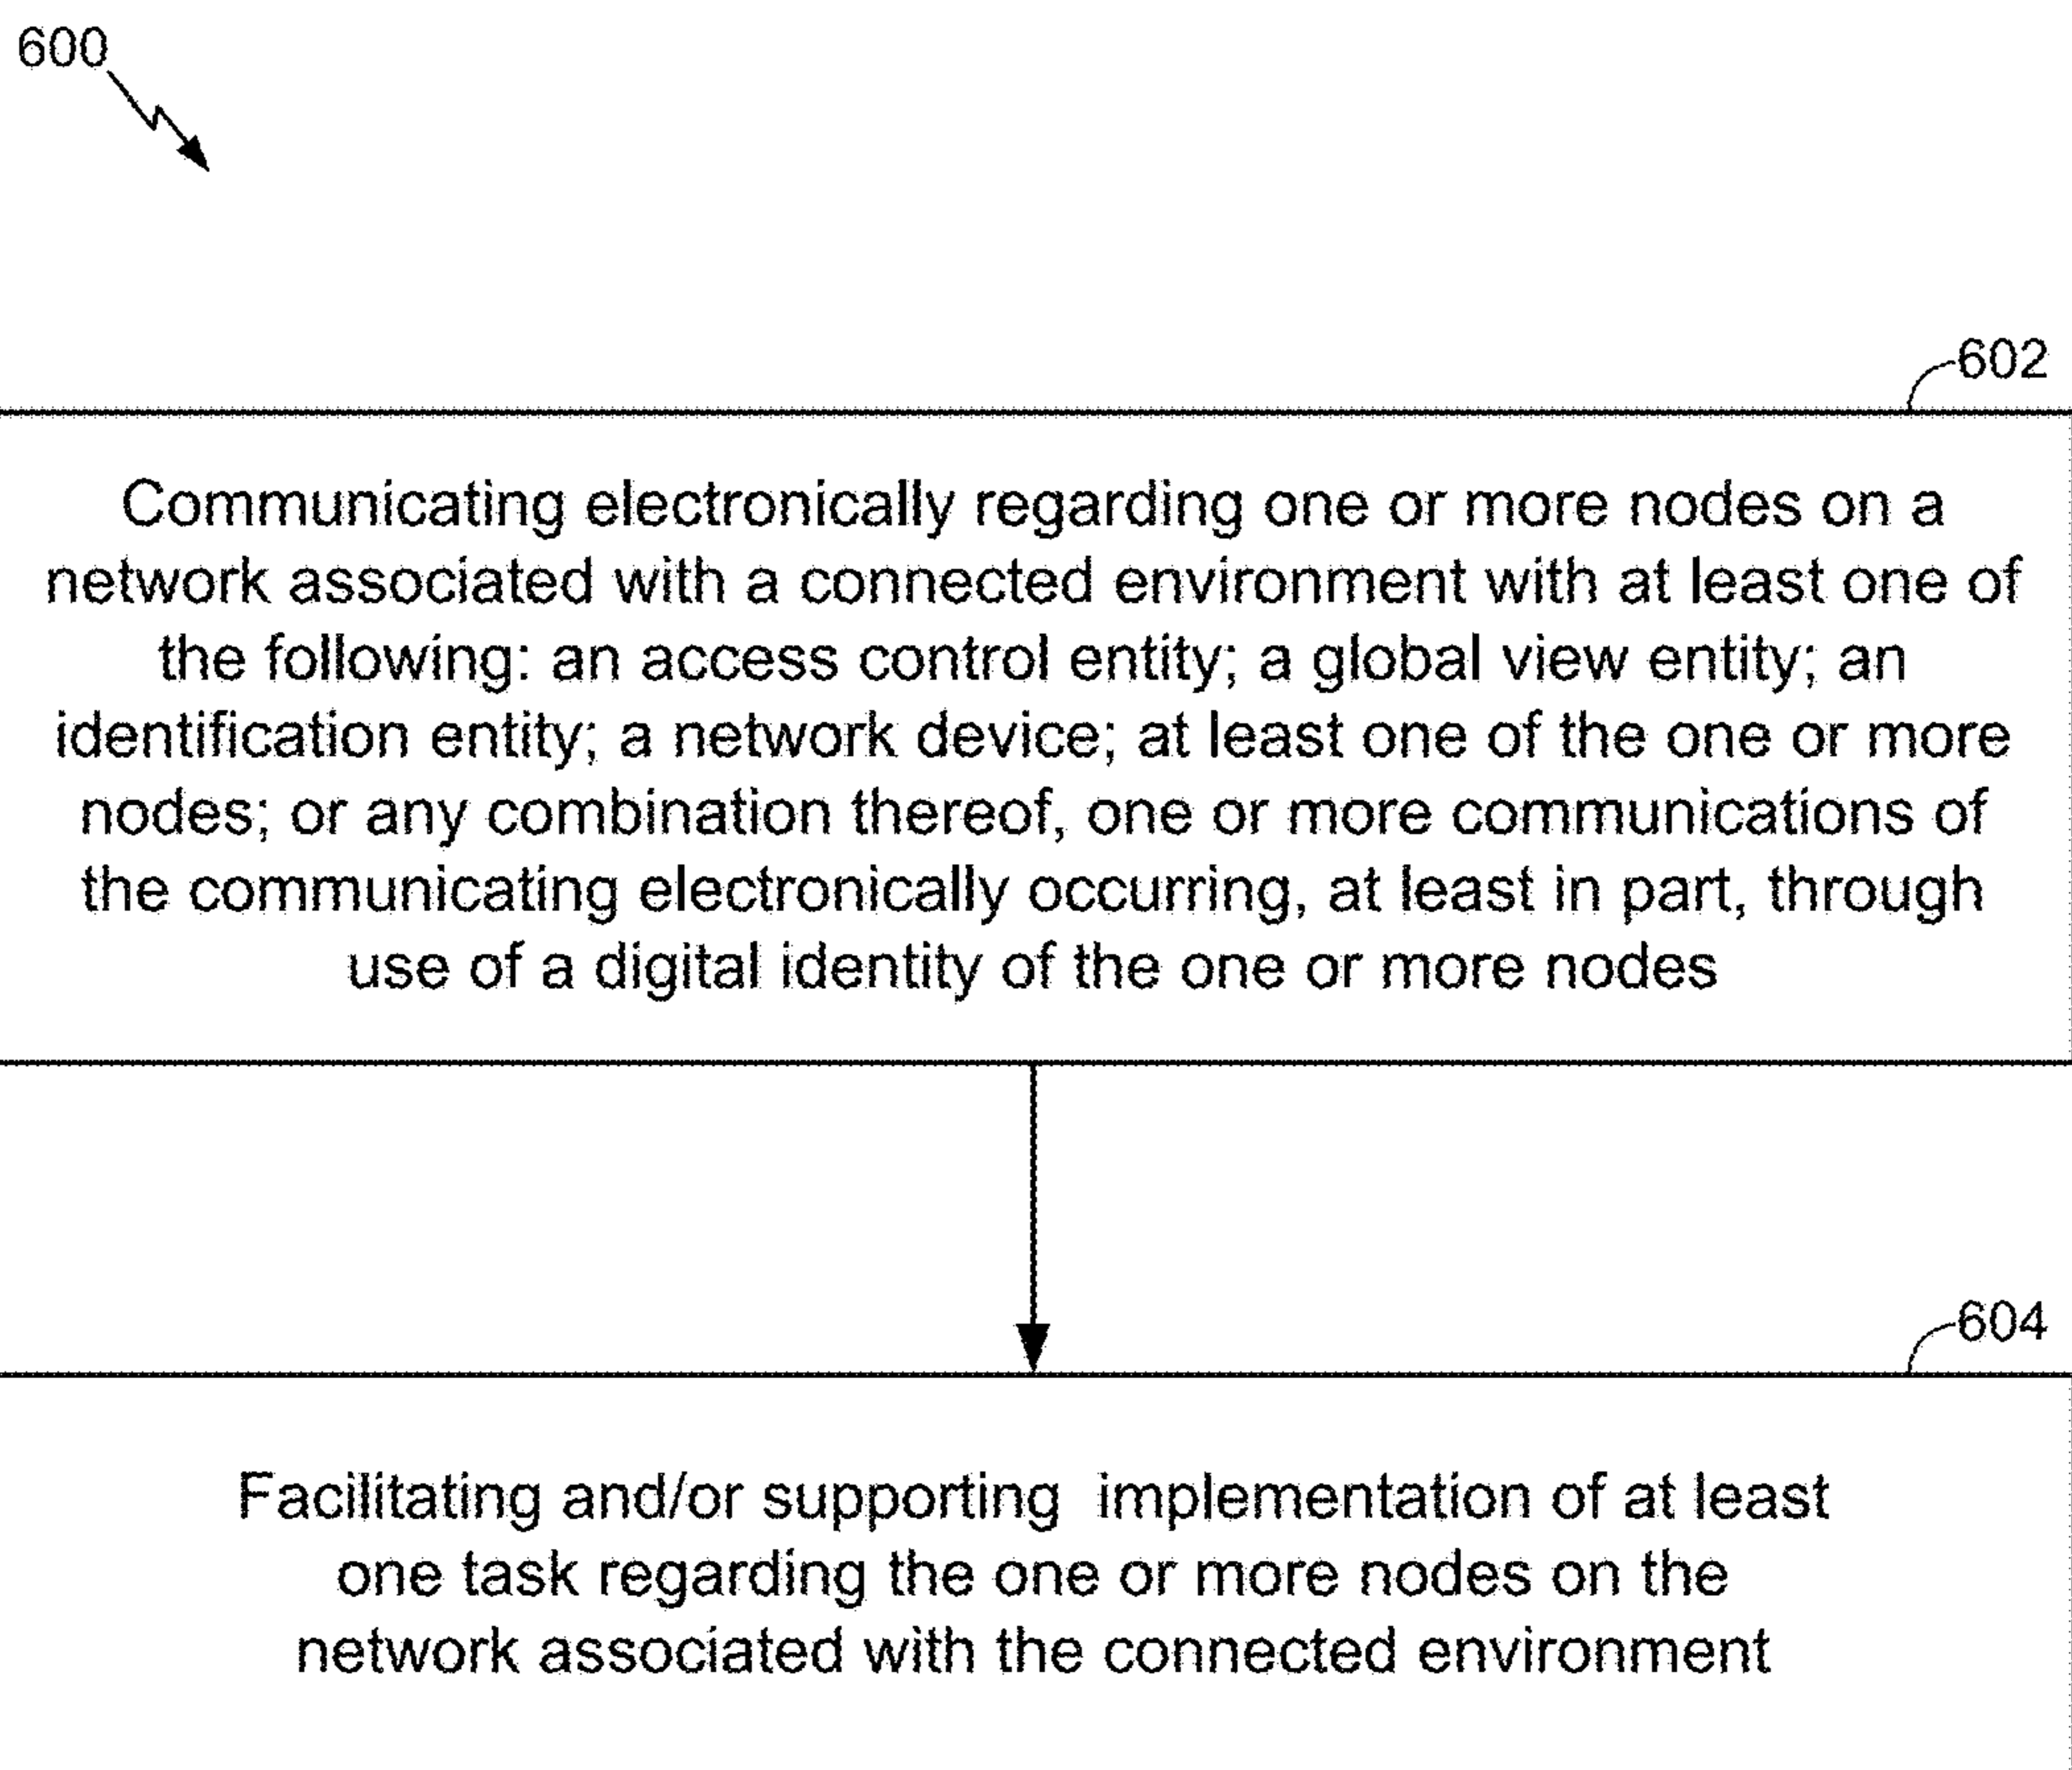 600
602
Communicating electronically regarding one or more nodes on a
network associated with a connected environment with at least one of
the following: an access control entity; a global view entity; an
identification entity; a network device; at least one of the one or more
nodes; or any combination thereof, one or more communications of
the communicating electronically occurring, at least in part, through
use of a digital identity of the one or more nodes
604
Facilitating and/or supporting implementation of at least
one task regarding the one or more nodes on the
network associated with the connected environment